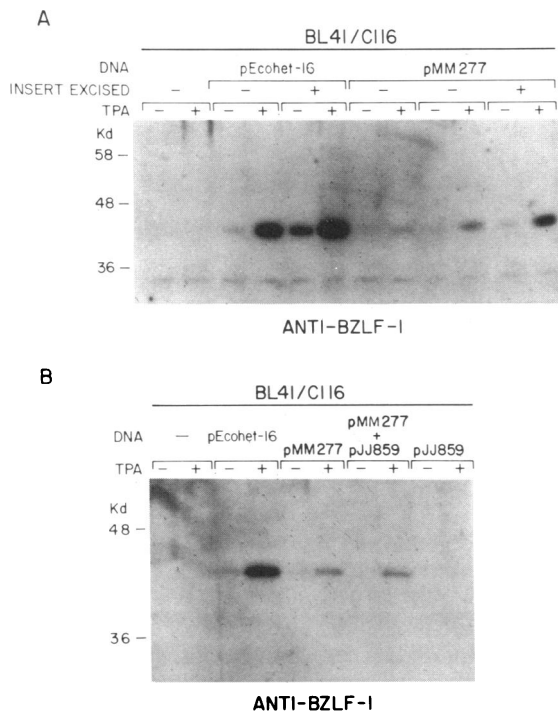 A
BL41/C116
DNA pEcohet-16 pMM277
INSERT EXCISED – – + – – +
TPA – + – + – + – + – + – +
Kd
58 –
48 –
36 –
ANTI-BZLF-1
B
BL41/C116
DNA – pEcohet-16 pMM277 pMM277 + pJJ859 pJJ859
TPA – + – + – + – + – +
Kd
48 –
36 –
ANTI-BZLF-1